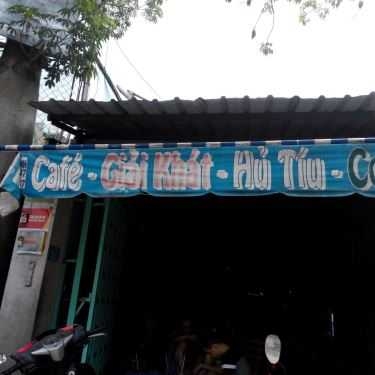 Café - Giải Khát - Hủ Tíu - C